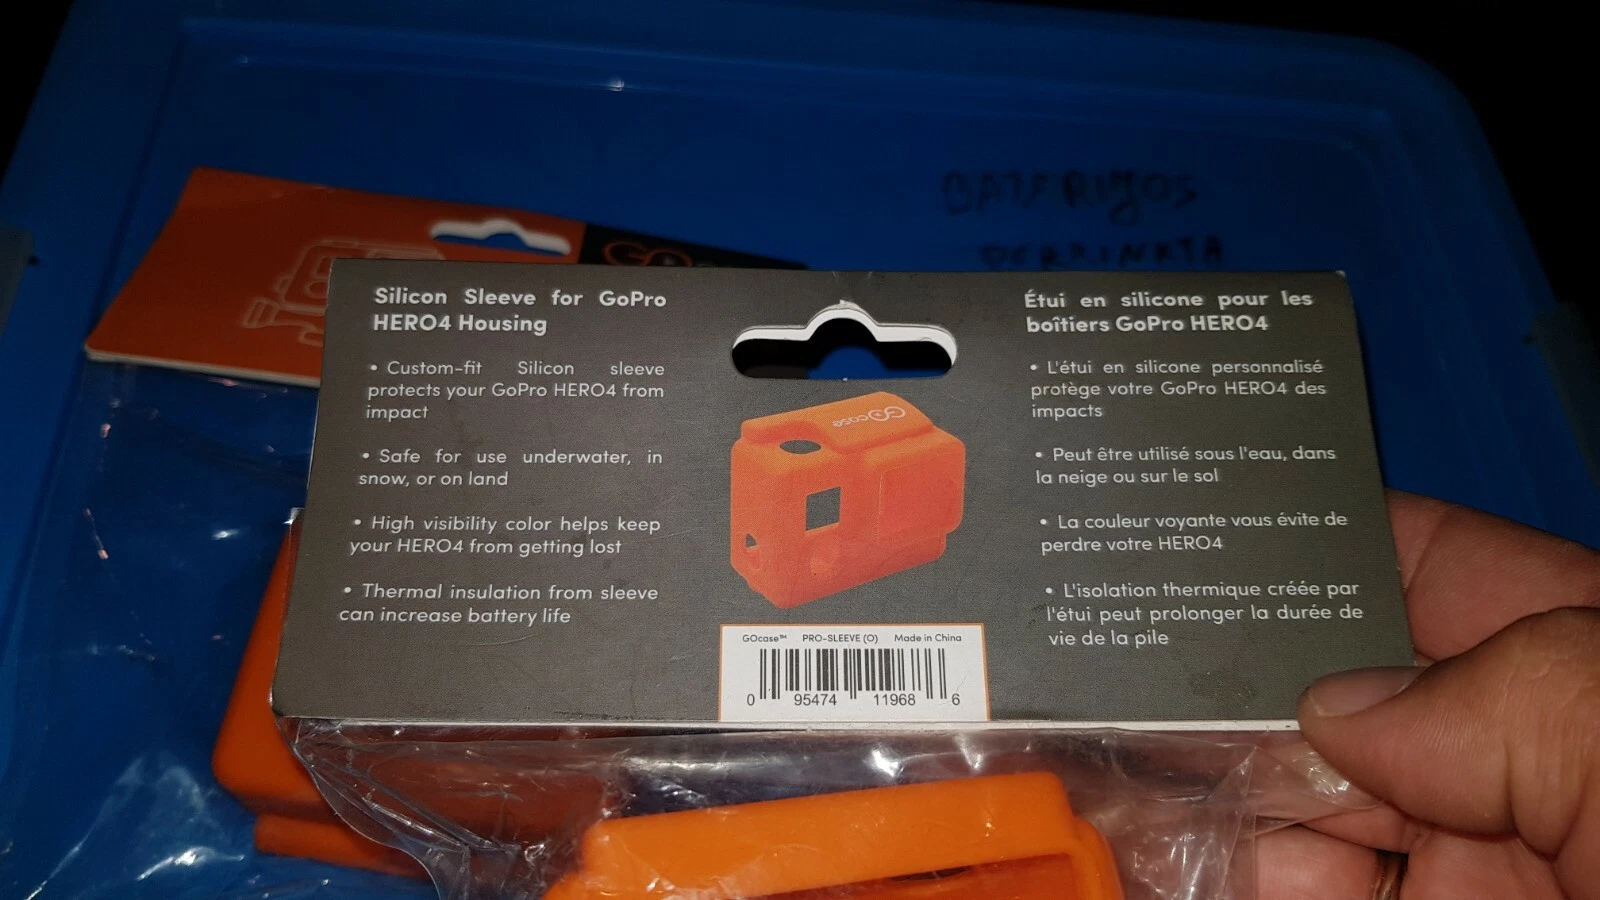 BATERIJOS
GO
Silicon Sleeve for GoPro
HERO4 Housing
• Custom-fit Silicon sleeve
protects your GoPro HERO4 from
impact
• Safe for use underwater, in
snow, or on land
• High visibility color helps keep
your HERO4 from getting lost
• Thermal insulation from sleeve
can increase battery life
GOcase
GOcase™ PRO-SLEEVE (O) Made in China
0 95474 11968 6
Étui en silicone pour les
boîtiers GoPro HERO4
• L'étui en silicone personnalisé
protège votre GoPro HERO4 des
impacts
• Peut être utilisé sous l'eau, dans
la neige ou sur le sol
• La couleur voyante vous évite de
perdre votre HERO4
• L'isolation thermique créée par
l'étui peut prolonger la durée de
vie de la pile